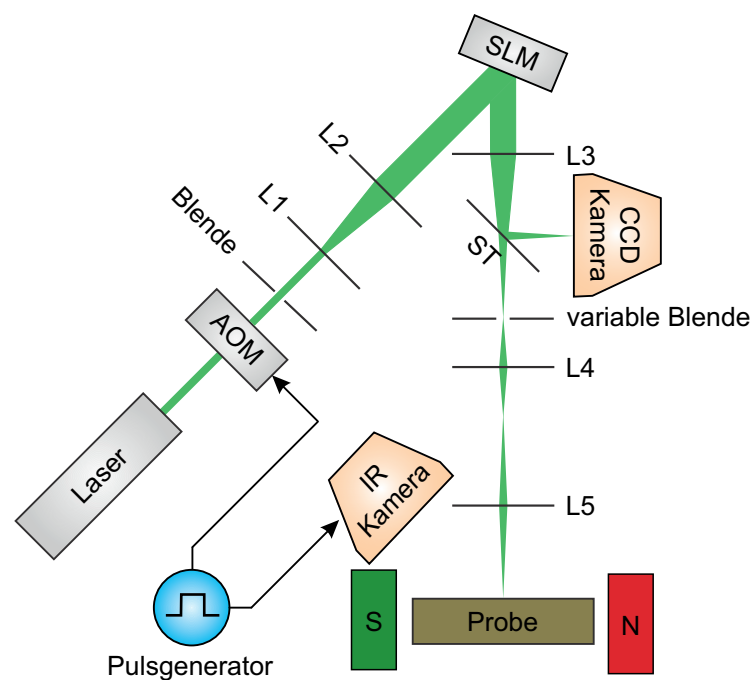 SLM
L2
L3
L1
Blende
CCD
Kamera
ST
AOM
variable Blende
L4
Laser
IR
Kamera
L5
S
Probe
N
Pulsgenerator